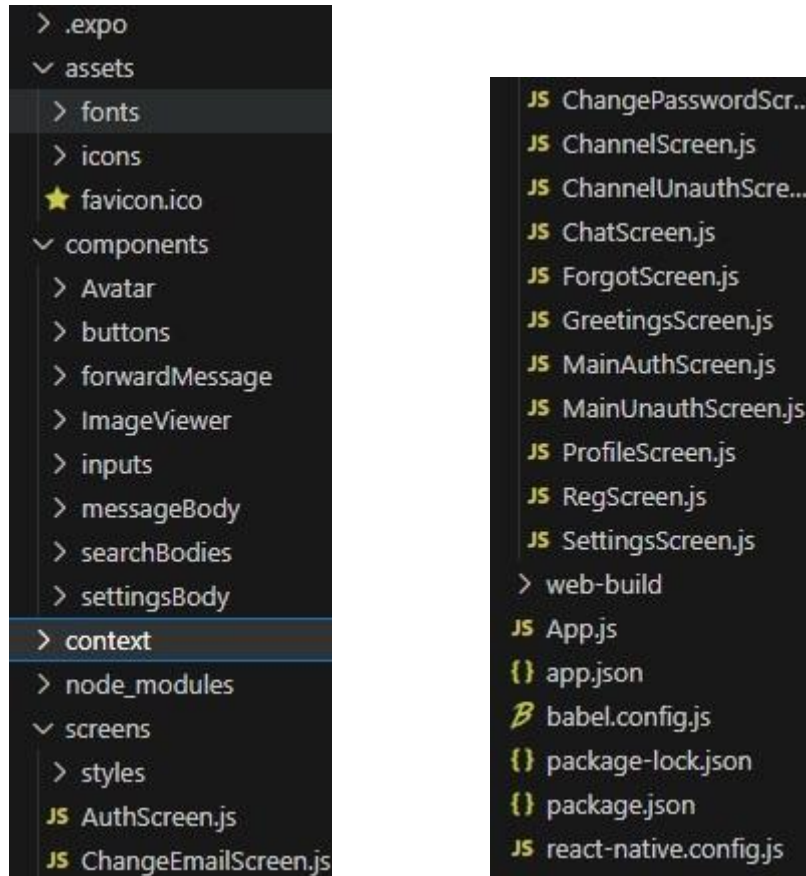 .expo
assets
fonts
icons
favicon.ico
components
Avatar
buttons
forwardMessage
ImageViewer
inputs
messageBody
searchBodies
settingsBody
context
node_modules
screens
styles
JS AuthScreen.js
JS ChangeEmailScreen.js
JS ChangePasswordScr...
JS ChannelScreen.js
JS ChannelUnauthScre...
JS ChatScreen.js
JS ForgotScreen.js
JS GreetingsScreen.js
JS MainAuthScreen.js
JS MainUnauthScreen.js
JS ProfileScreen.js
JS RegScreen.js
JS SettingsScreen.js
web-build
JS App.js
{} app.json
B babel.config.js
{} package-lock.json
{} package.json
JS react-native.config.js